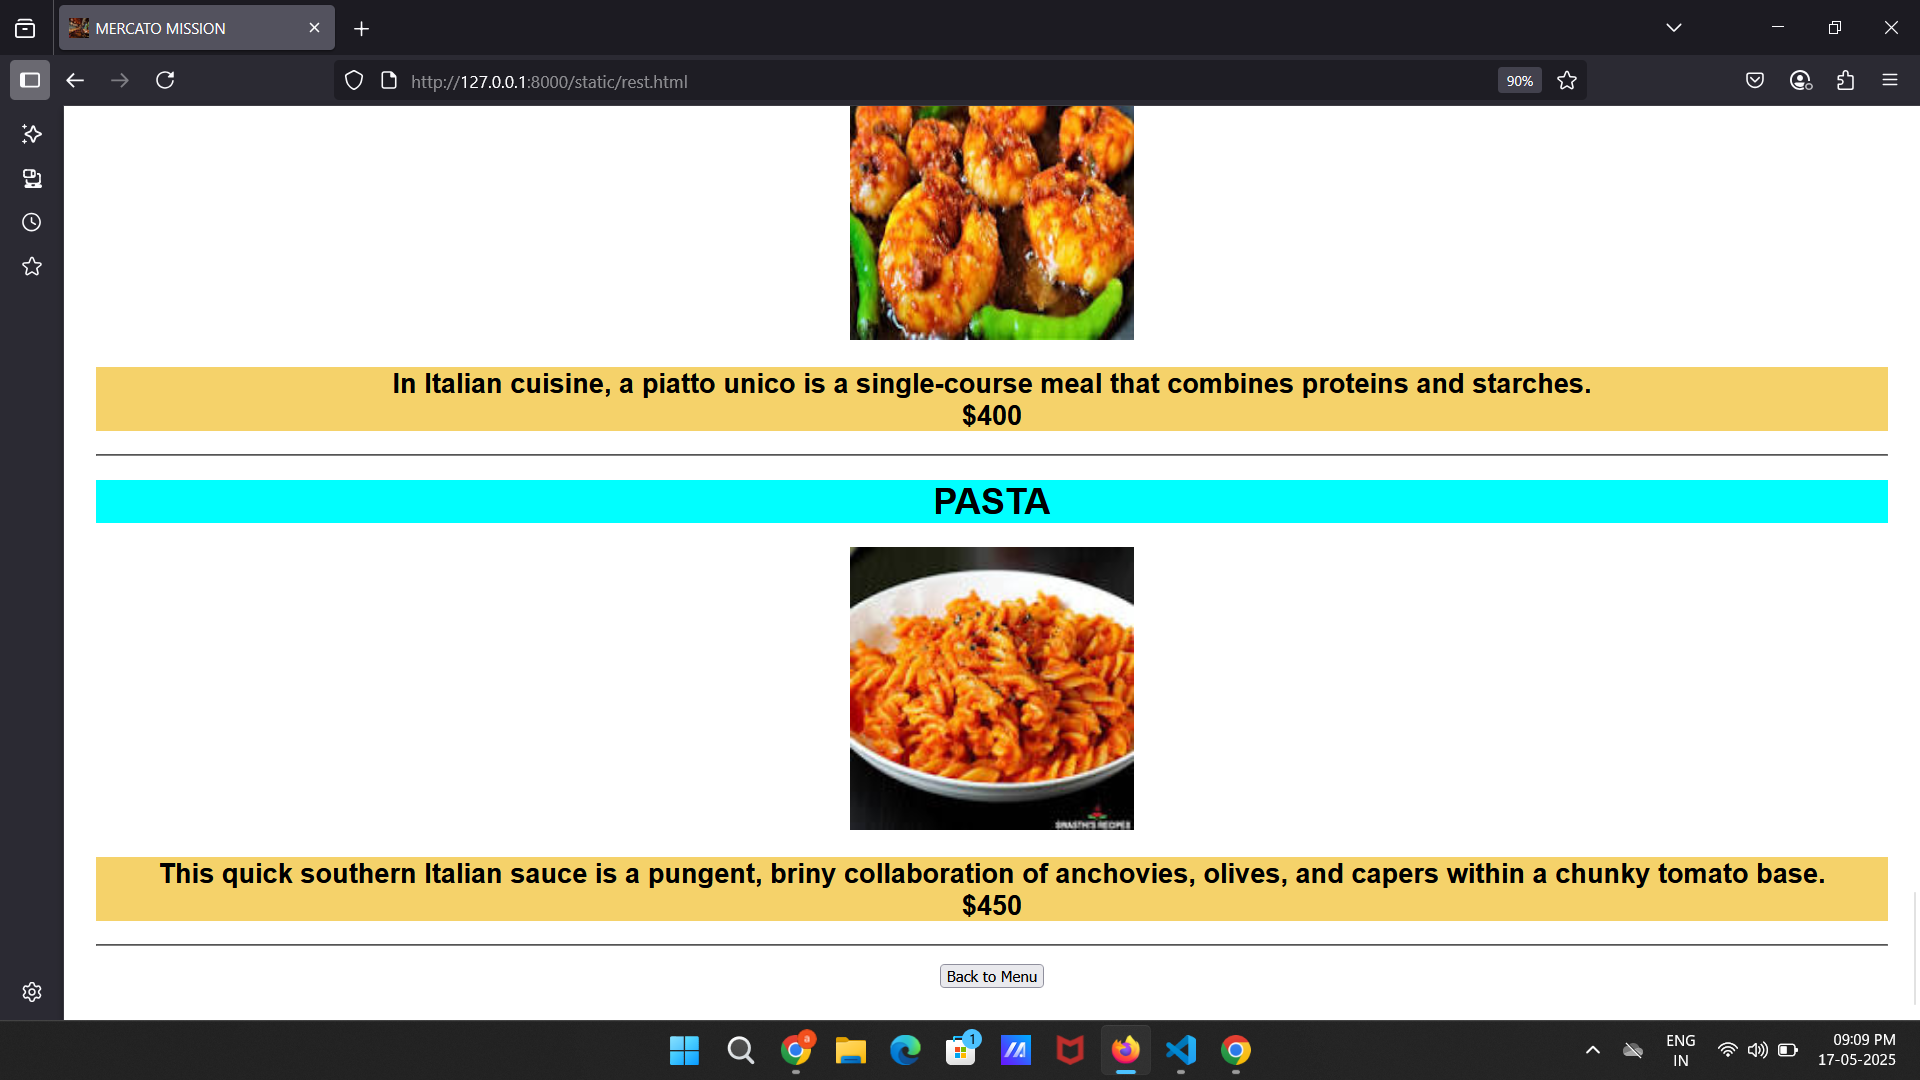 MERCATO MISSION
http://127.0.0.1:8000/static/rest.html
90%
In Italian cuisine, a piatto unico is a single-course meal that combines proteins and starches.
$400
PASTA
SWASTHI'S RECIPES
This quick southern Italian sauce is a pungent, briny collaboration of anchovies, olives, and capers within a chunky tomato base.
$450
Back to Menu
a
1
ENG
IN
09:09 PM
17-05-2025